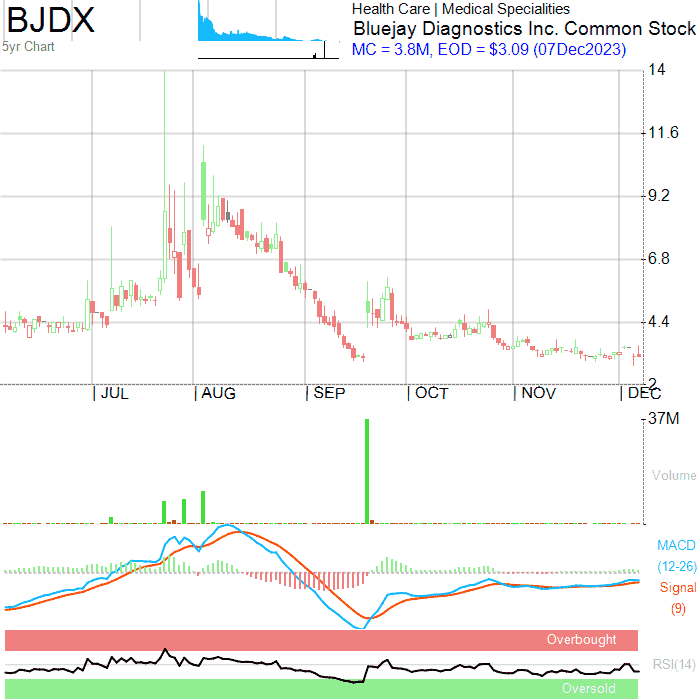 BJDX
5yr Chart
Health Care | Medical Specialities
Bluejay Diagnostics Inc. Common Stock
MC = 3.8M, EOD = $3.09 (07Dec2023)
14
11.6
9.2
6.8
4.4
2
| JUL | AUG | SEP | OCT | NOV | DEC
37M
Volume
MACD
(12-26)
Signal
(9)
Overbought
RSI(14)
Oversold